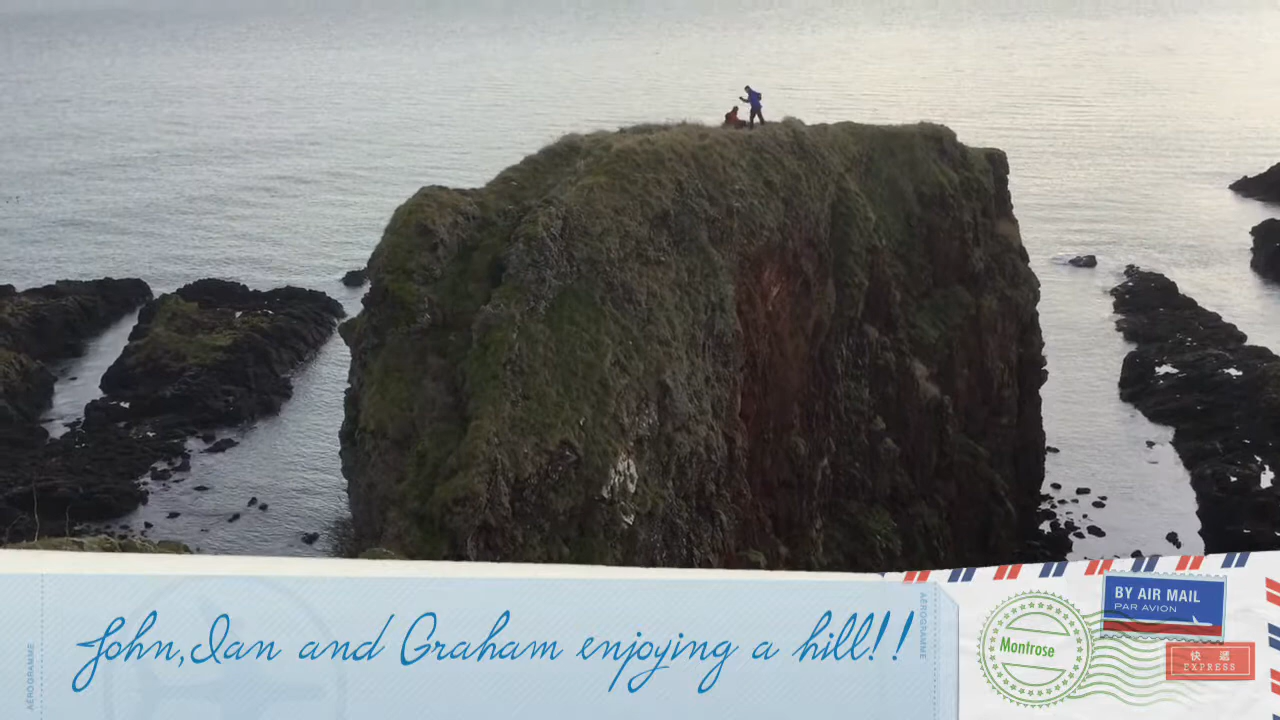 John,Ian and Graham enjoying a hill!!
AÉROGRAMME
AÉROGRAMME
Montrose
BY AIR MAIL
PAR AVION
快 遞
EXPRESS